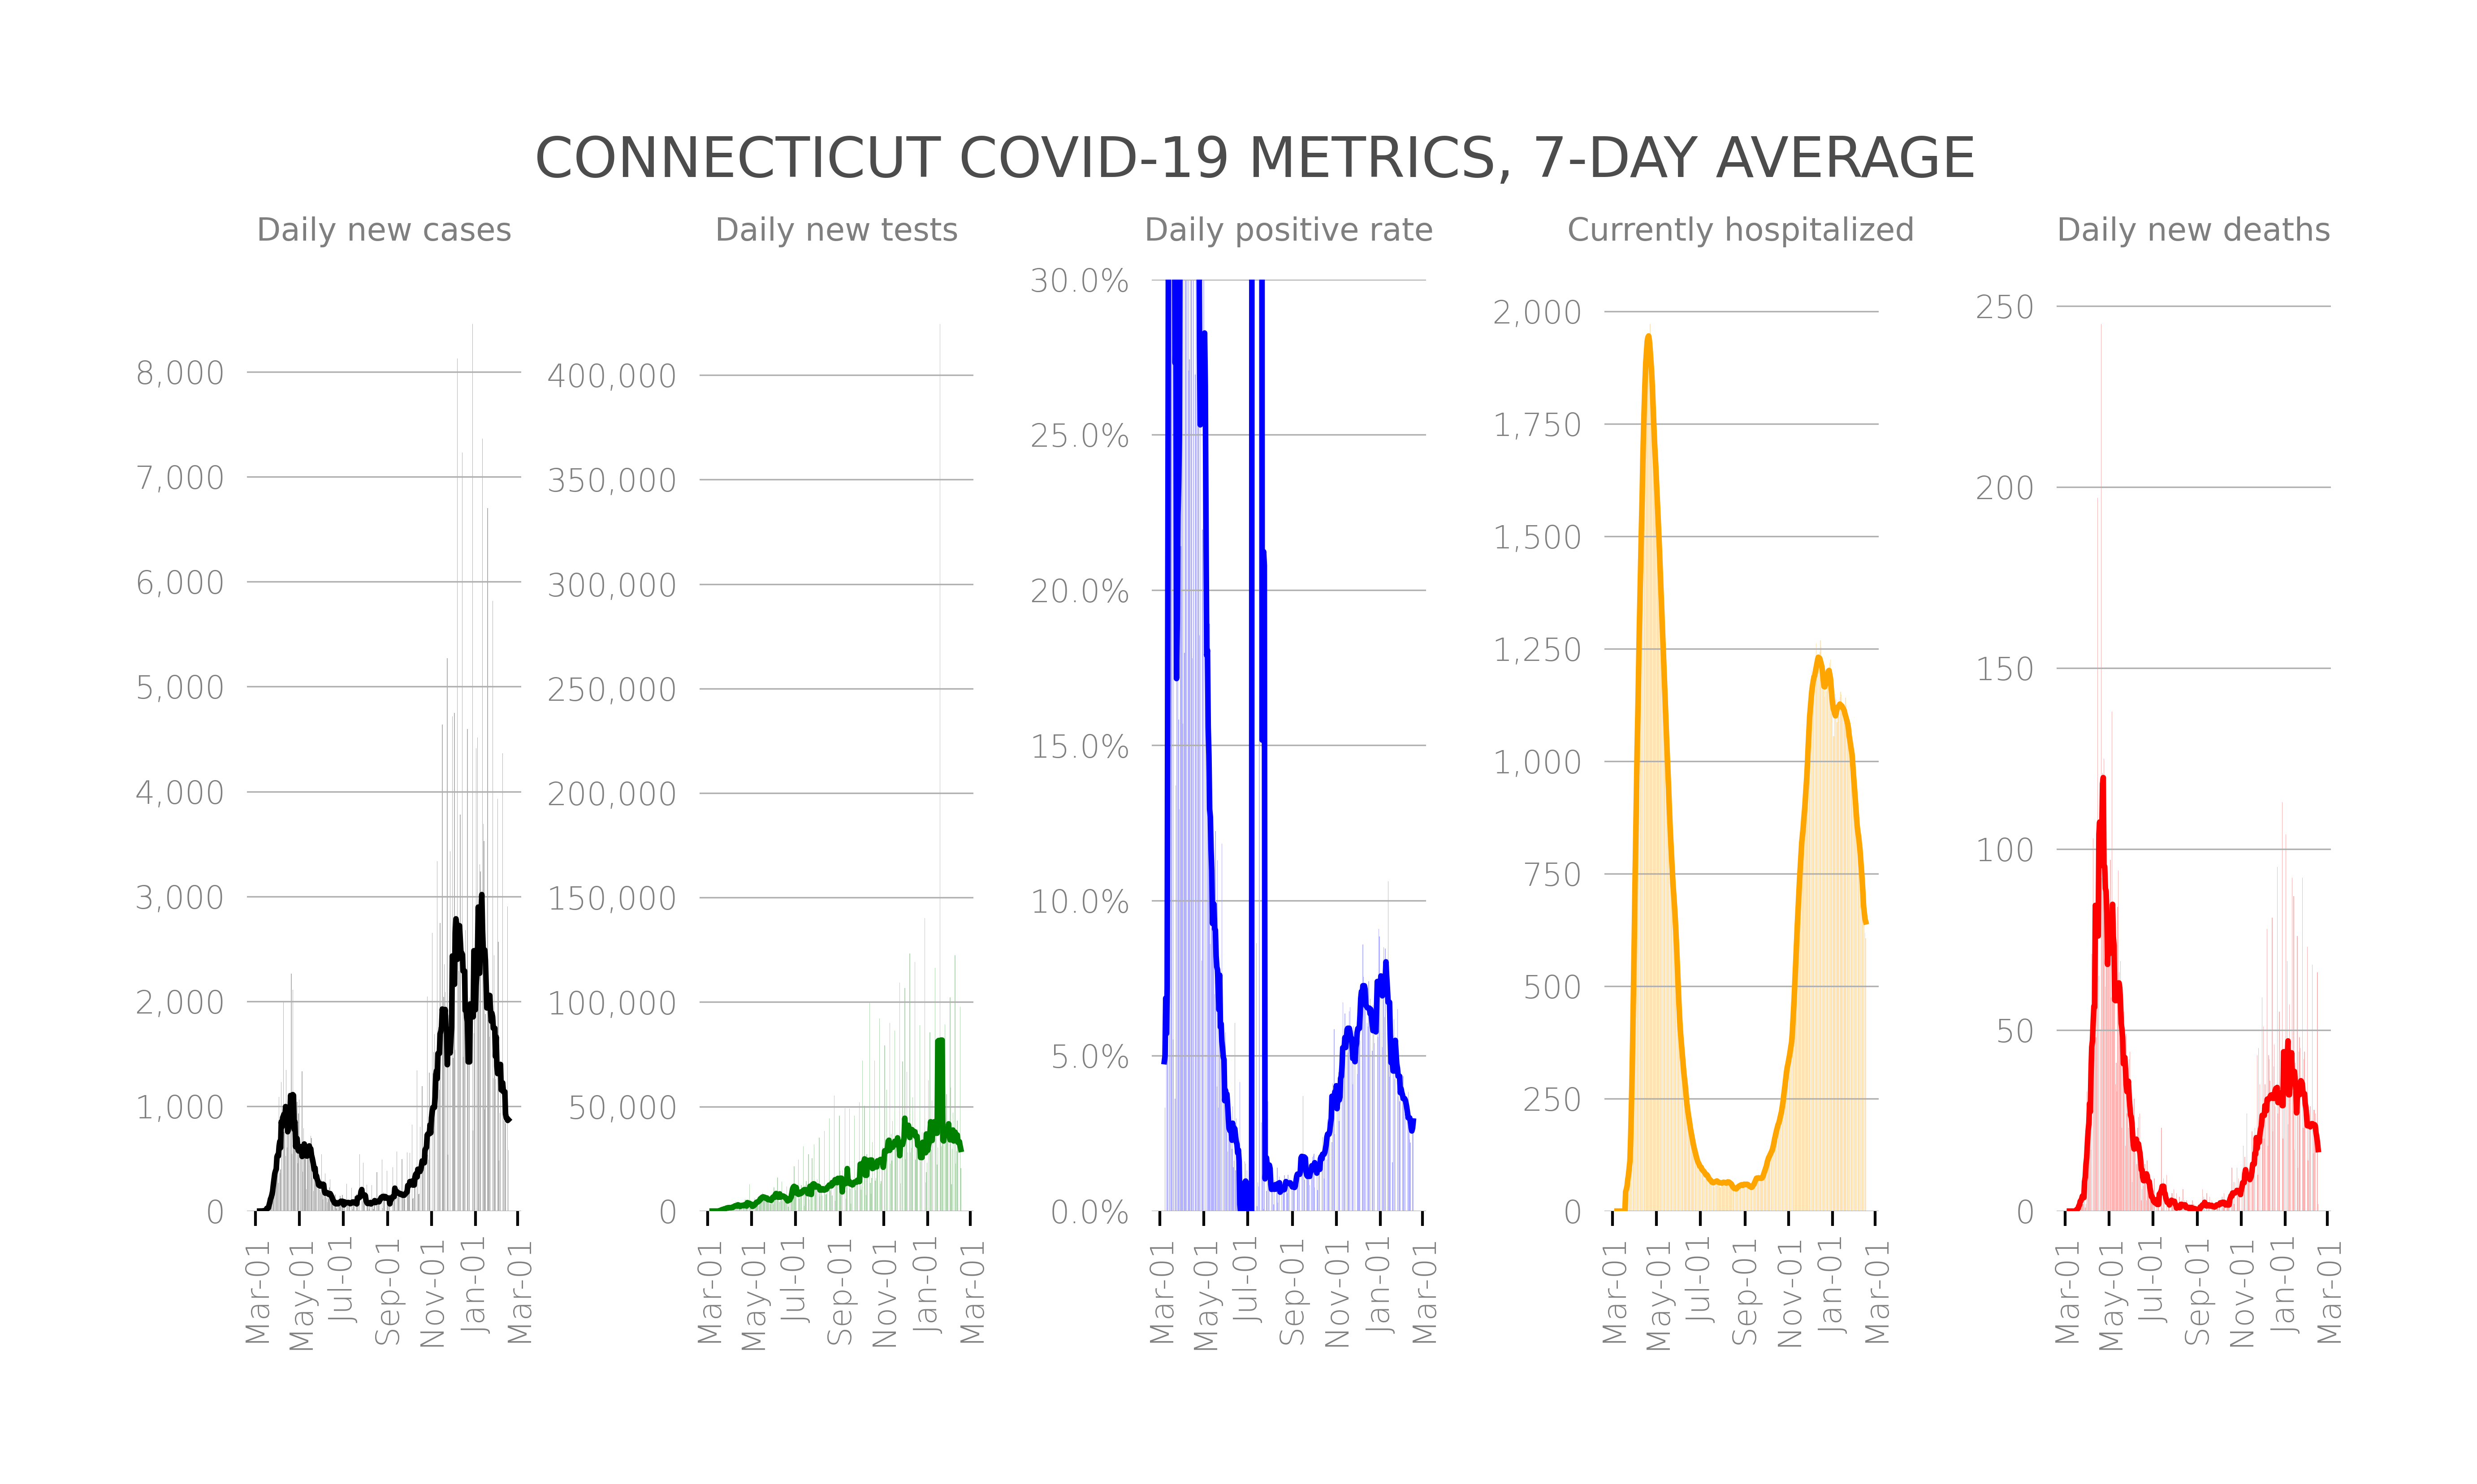 CONNECTICUT COVID-19 METRICS, 7-DAY AVERAGE
Daily new cases
8,000
7,000
6,000
5,000
4,000
3,000
2,000
1,000
0
Mar-01
May-01
Jul-01
Sep-01
Nov-01
Jan-01
Mar-01
Daily new tests
400,000
350,000
300,000
250,000
200,000
150,000
100,000
50,000
0
Mar-01
May-01
Jul-01
Sep-01
Nov-01
Jan-01
Mar-01
Daily positive rate
30.0%
25.0%
20.0%
15.0%
10.0%
5.0%
0.0%
Mar-01
May-01
Jul-01
Sep-01
Nov-01
Jan-01
Mar-01
Currently hospitalized
2,000
1,750
1,500
1,250
1,000
750
500
250
0
Mar-01
May-01
Jul-01
Sep-01
Nov-01
Jan-01
Mar-01
Daily new deaths
250
200
150
100
50
0
Mar-01
May-01
Jul-01
Sep-01
Nov-01
Jan-01
Mar-01